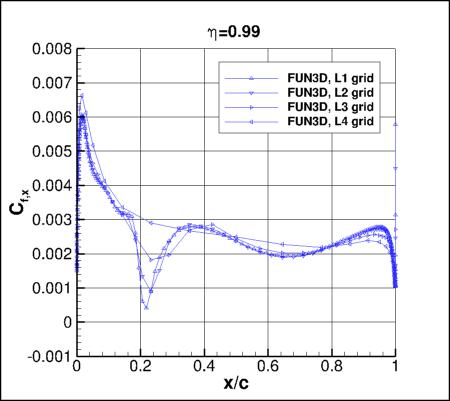 η=0.99
0.008
0.007
0.006
0.005
0.004
0.003
0.002
0.001
0
-0.001
C_f,x
FUN3D, L1 grid
FUN3D, L2 grid
FUN3D, L3 grid
FUN3D, L4 grid
0 0.2 0.4 0.6 0.8 1
x/c